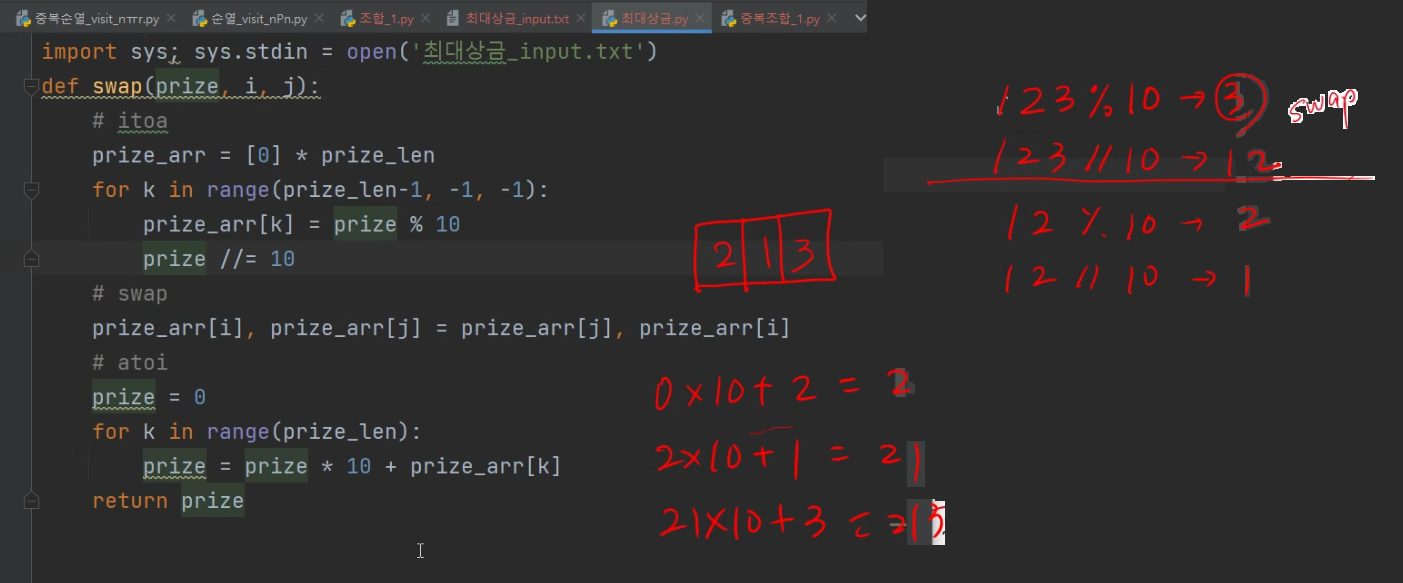 중복순열_visit_nππr.py 순열_visit_nPn.py 조합_1.py 최대상금_input.txt 최대상금.py 중복조합_1.py
import sys; sys.stdin = open('최대상금_input.txt')
def swap(prize, i, j):
# itoa
prize_arr = [0] * prize_len
for k in range(prize_len-1, -1, -1):
prize_arr[k] = prize % 10
prize //= 10
# swap
prize_arr[i], prize_arr[j] = prize_arr[j], prize_arr[i]
# atoi
prize = 0
for k in range(prize_len):
prize = prize * 10 + prize_arr[k]
return prize
123 % 10 → 3 swap
123 // 10 → 12
12 % 10 → 2
12 // 10 → 1
2 1 3
0 × 10 + 2 = 2
2 × 10 + 1 = 21
21 × 10 + 3 = 213